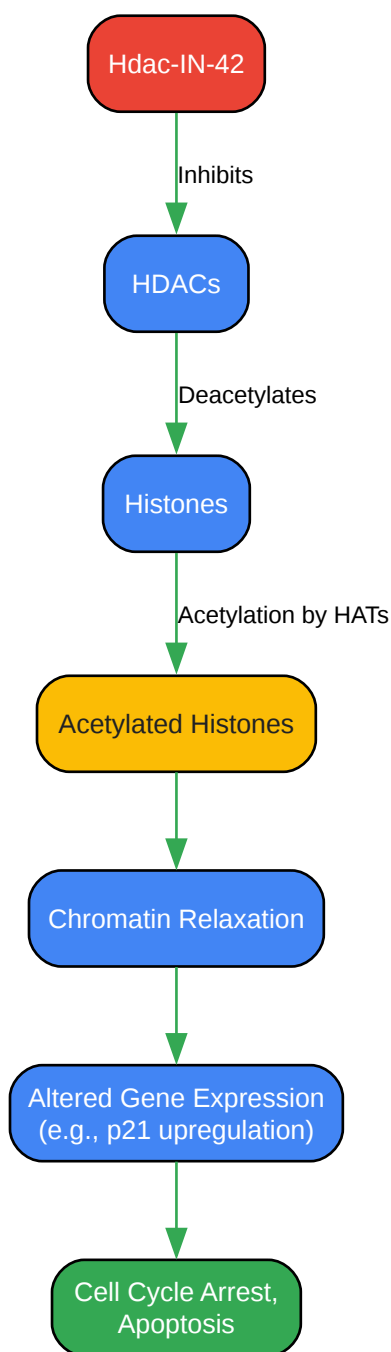 Hdac-IN-42
Inhibits
HDACs
Deacetylates
Histones
Acetylation by HATs
Acetylated Histones
Chromatin Relaxation
Altered Gene Expression
(e.g., p21 upregulation)
Cell Cycle Arrest,
Apoptosis